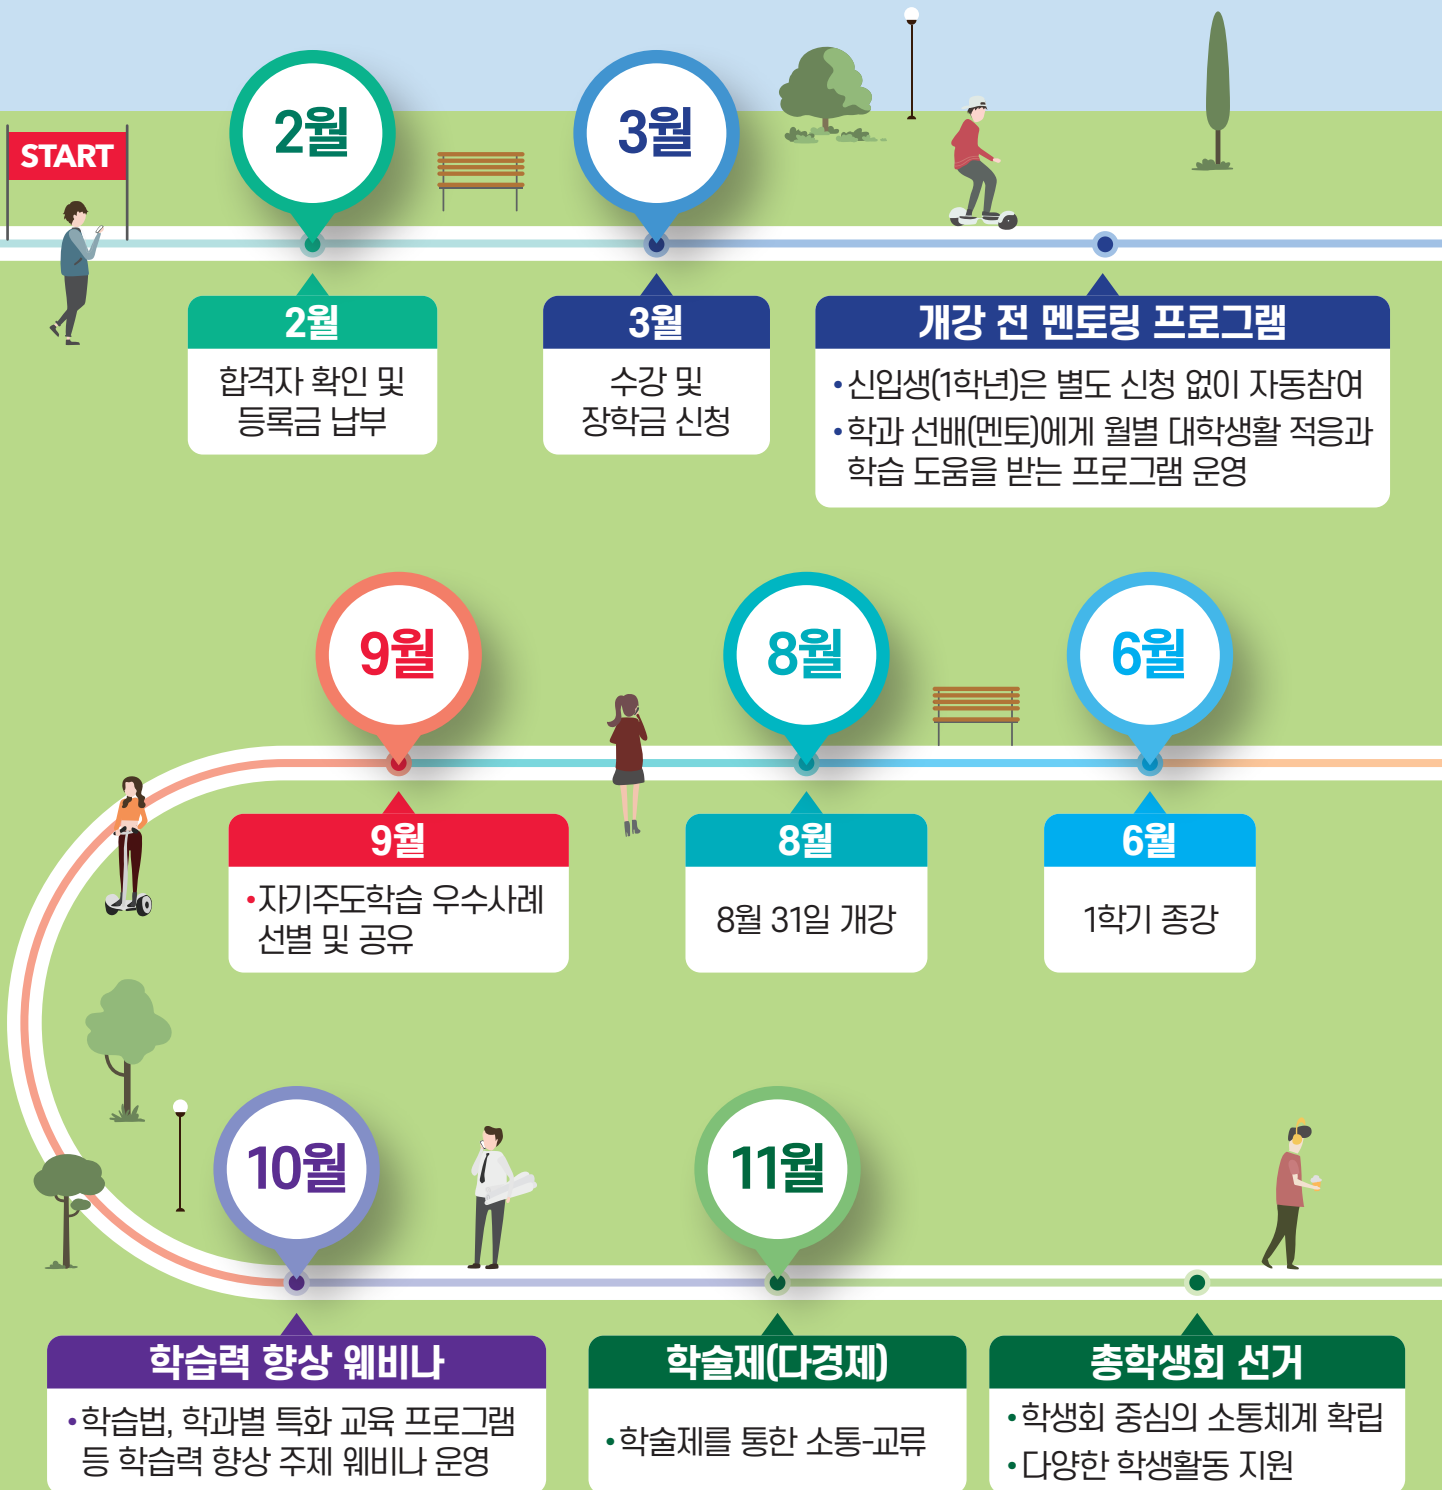 START
2월
3월
2월
합격자 확인 및
등록금 납부
3월
수강 및
장학금 신청
개강 전 멘토링 프로그램
•신입생(1학년)은 별도 신청 없이 자동참여
•학과 선배(멘토)에게 월별 대학생활 적응과
학습 도움을 받는 프로그램 운영
9월
8월
6월
9월
•자기주도학습 우수사례
선별 및 공유
8월
8월 31일 개강
6월
1학기 종강
10월
11월
학습력 향상 웨비나
•학습법, 학과별 특화 교육 프로그램
등 학습력 향상 주제 웨비나 운영
학술제(다경제)
•학술제를 통한 소통-교류
총학생회 선거
•학생회 중심의 소통체계 확립
•다양한 학생활동 지원